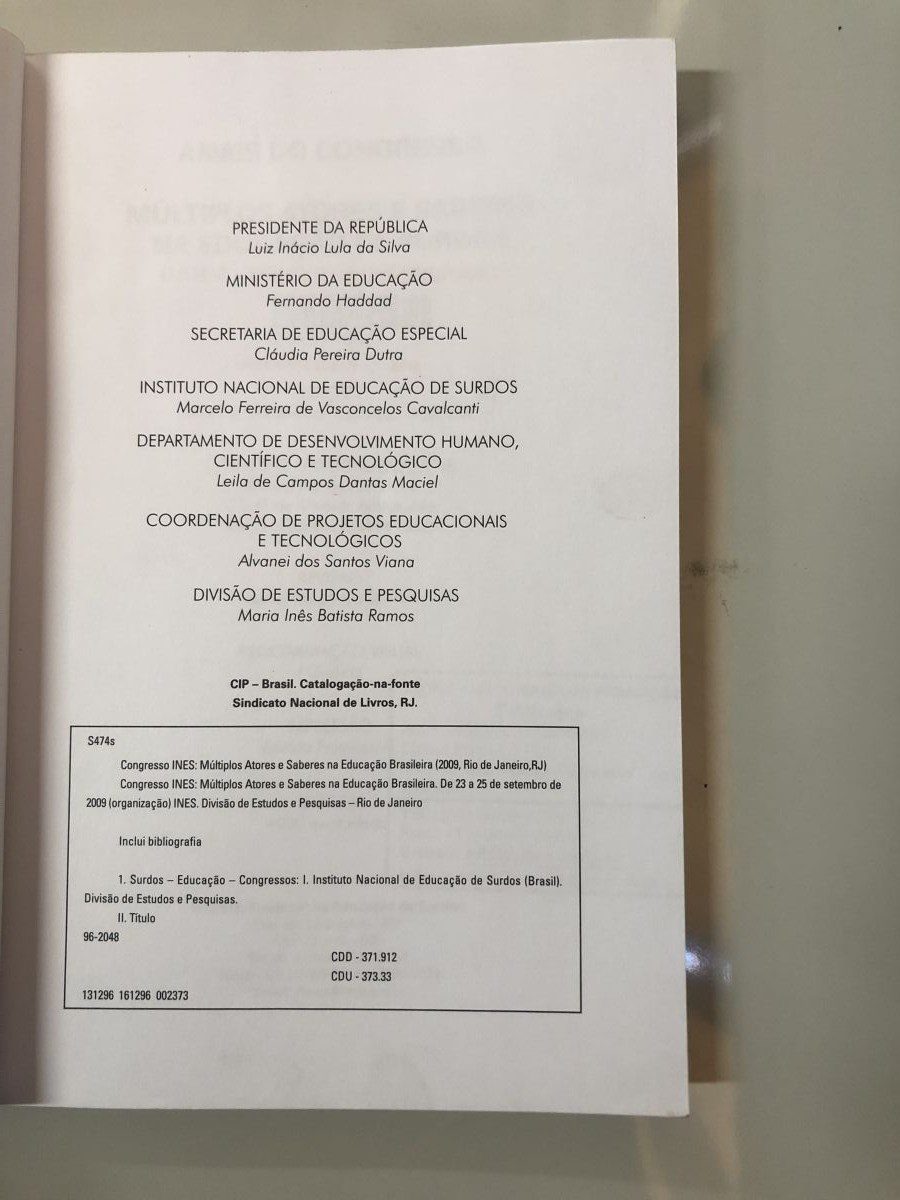 PRESIDENTE DA REPÚBLICA
Luiz Inácio Lula da Silva
MINISTÉRIO DA EDUCAÇÃO
Fernando Haddad
SECRETARIA DE EDUCAÇÃO ESPECIAL
Cláudia Pereira Dutra
INSTITUTO NACIONAL DE EDUCAÇÃO DE SURDOS
Marcelo Ferreira de Vasconcelos Cavalcanti
DEPARTAMENTO DE DESENVOLVIMENTO HUMANO,
CIENTÍFICO E TECNOLÓGICO
Leila de Campos Dantas Maciel
COORDENAÇÃO DE PROJETOS EDUCACIONAIS
E TECNOLÓGICOS
Alvanei dos Santos Viana
DIVISÃO DE ESTUDOS E PESQUISAS
Maria Inês Batista Ramos
CIP – Brasil. Catalogação-na-fonte
Sindicato Nacional de Livros, RJ.
S474s
Congresso INES: Múltiplos Atores e Saberes na Educação Brasileira (2009, Rio de Janeiro,RJ)
Congresso INES: Múltiplos Atores e Saberes na Educação Brasileira. De 23 a 25 de setembro de
2009 (organização) INES. Divisão de Estudos e Pesquisas – Rio de Janeiro
Inclui bibliografia
1. Surdos – Educação – Congressos: I. Instituto Nacional de Educação de Surdos (Brasil).
Divisão de Estudos e Pesquisas.
II. Título
96-2048
CDD - 371.912
CDU - 373.33
131296 161296 002373